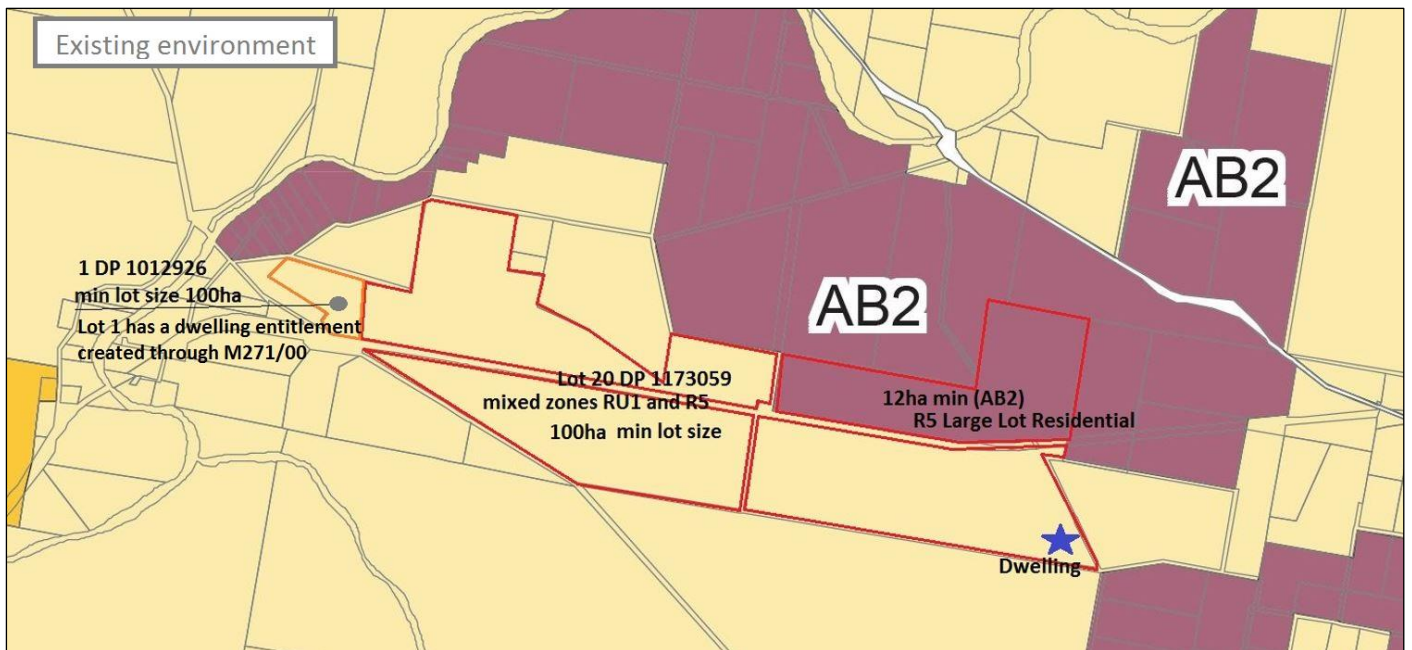 Existing environment
AB2
1 DP 1012926
min lot size 100ha
Lot 1 has a dwelling entitlement
created through M271/00
AB2
Lot 20 DP 1173059
mixed zones RU1 and R5
100ha min lot size
12ha min (AB2)
R5 Large Lot Residential
Dwelling